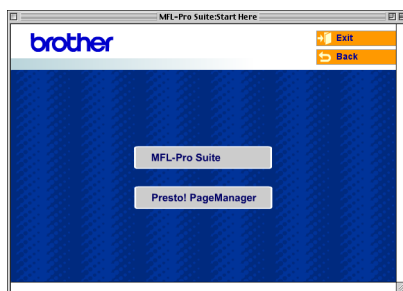 MFL-Pro Suite:Start Here
brother
Exit
Back
MFL-Pro Suite
Presto! PageManager